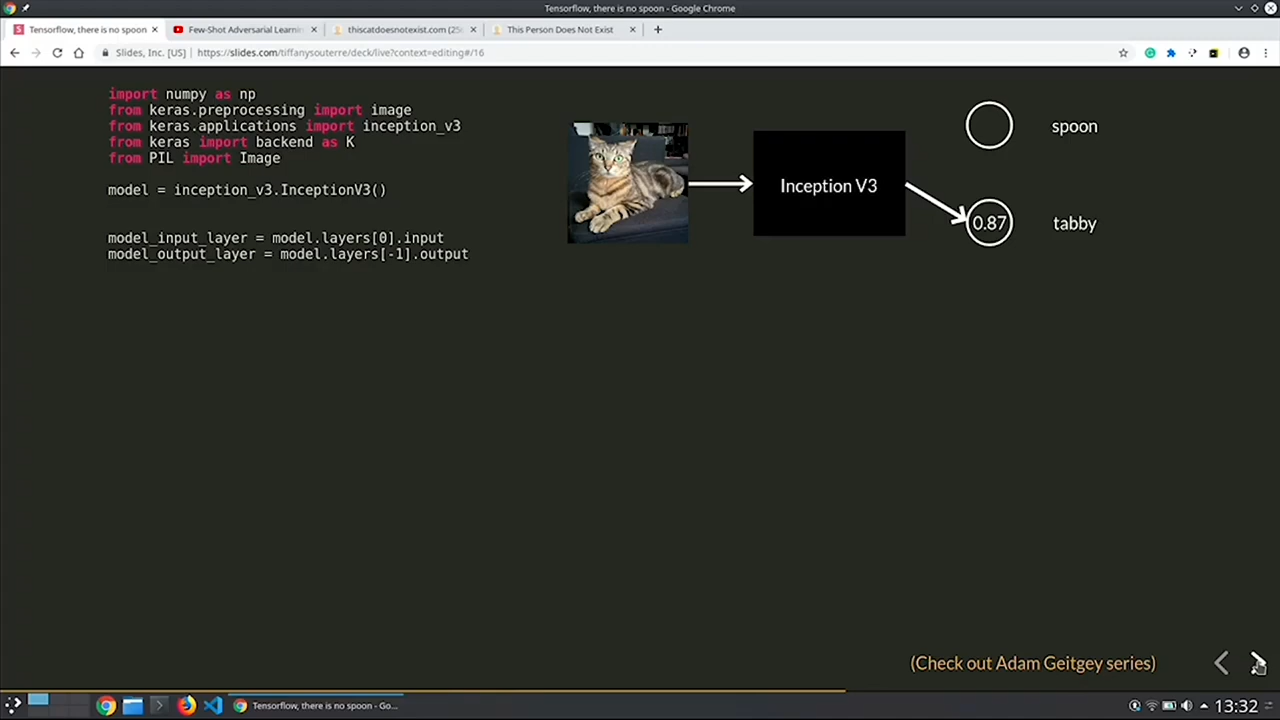 Tensorflow, there is no spoon - Google Chrome
Tensorflow, there is no spoon
Few-Shot Adversarial Learnin
thiscatdoesnotexist.com (256
This Person Does Not Exist
Slides, Inc. [US]
https://slides.com/tiffanysouterre/deck/live?context=editing#/16
import numpy as np
from keras.preprocessing import image
from keras.applications import inception_v3
from keras import backend as K
from PIL import Image
model = inception_v3.InceptionV3()
model_input_layer = model.layers[0].input
model_output_layer = model.layers[-1].output
Inception V3
spoon
0.87
tabby
(Check out Adam Geitgey series)
Tensorflow, there is no spoon - Go...
13:32